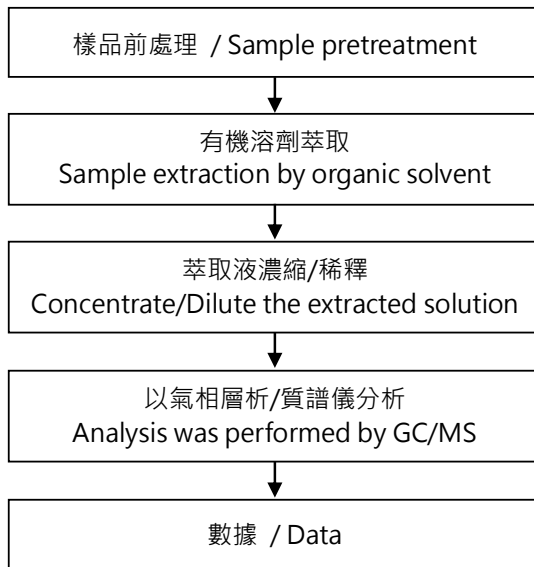 樣品前處理 / Sample pretreatment
有機溶劑萃取
Sample extraction by organic solvent
萃取液濃縮/稀釋
Concentrate/Dilute the extracted solution
以氣相層析/質譜儀分析
Analysis was performed by GC/MS
數據 / Data